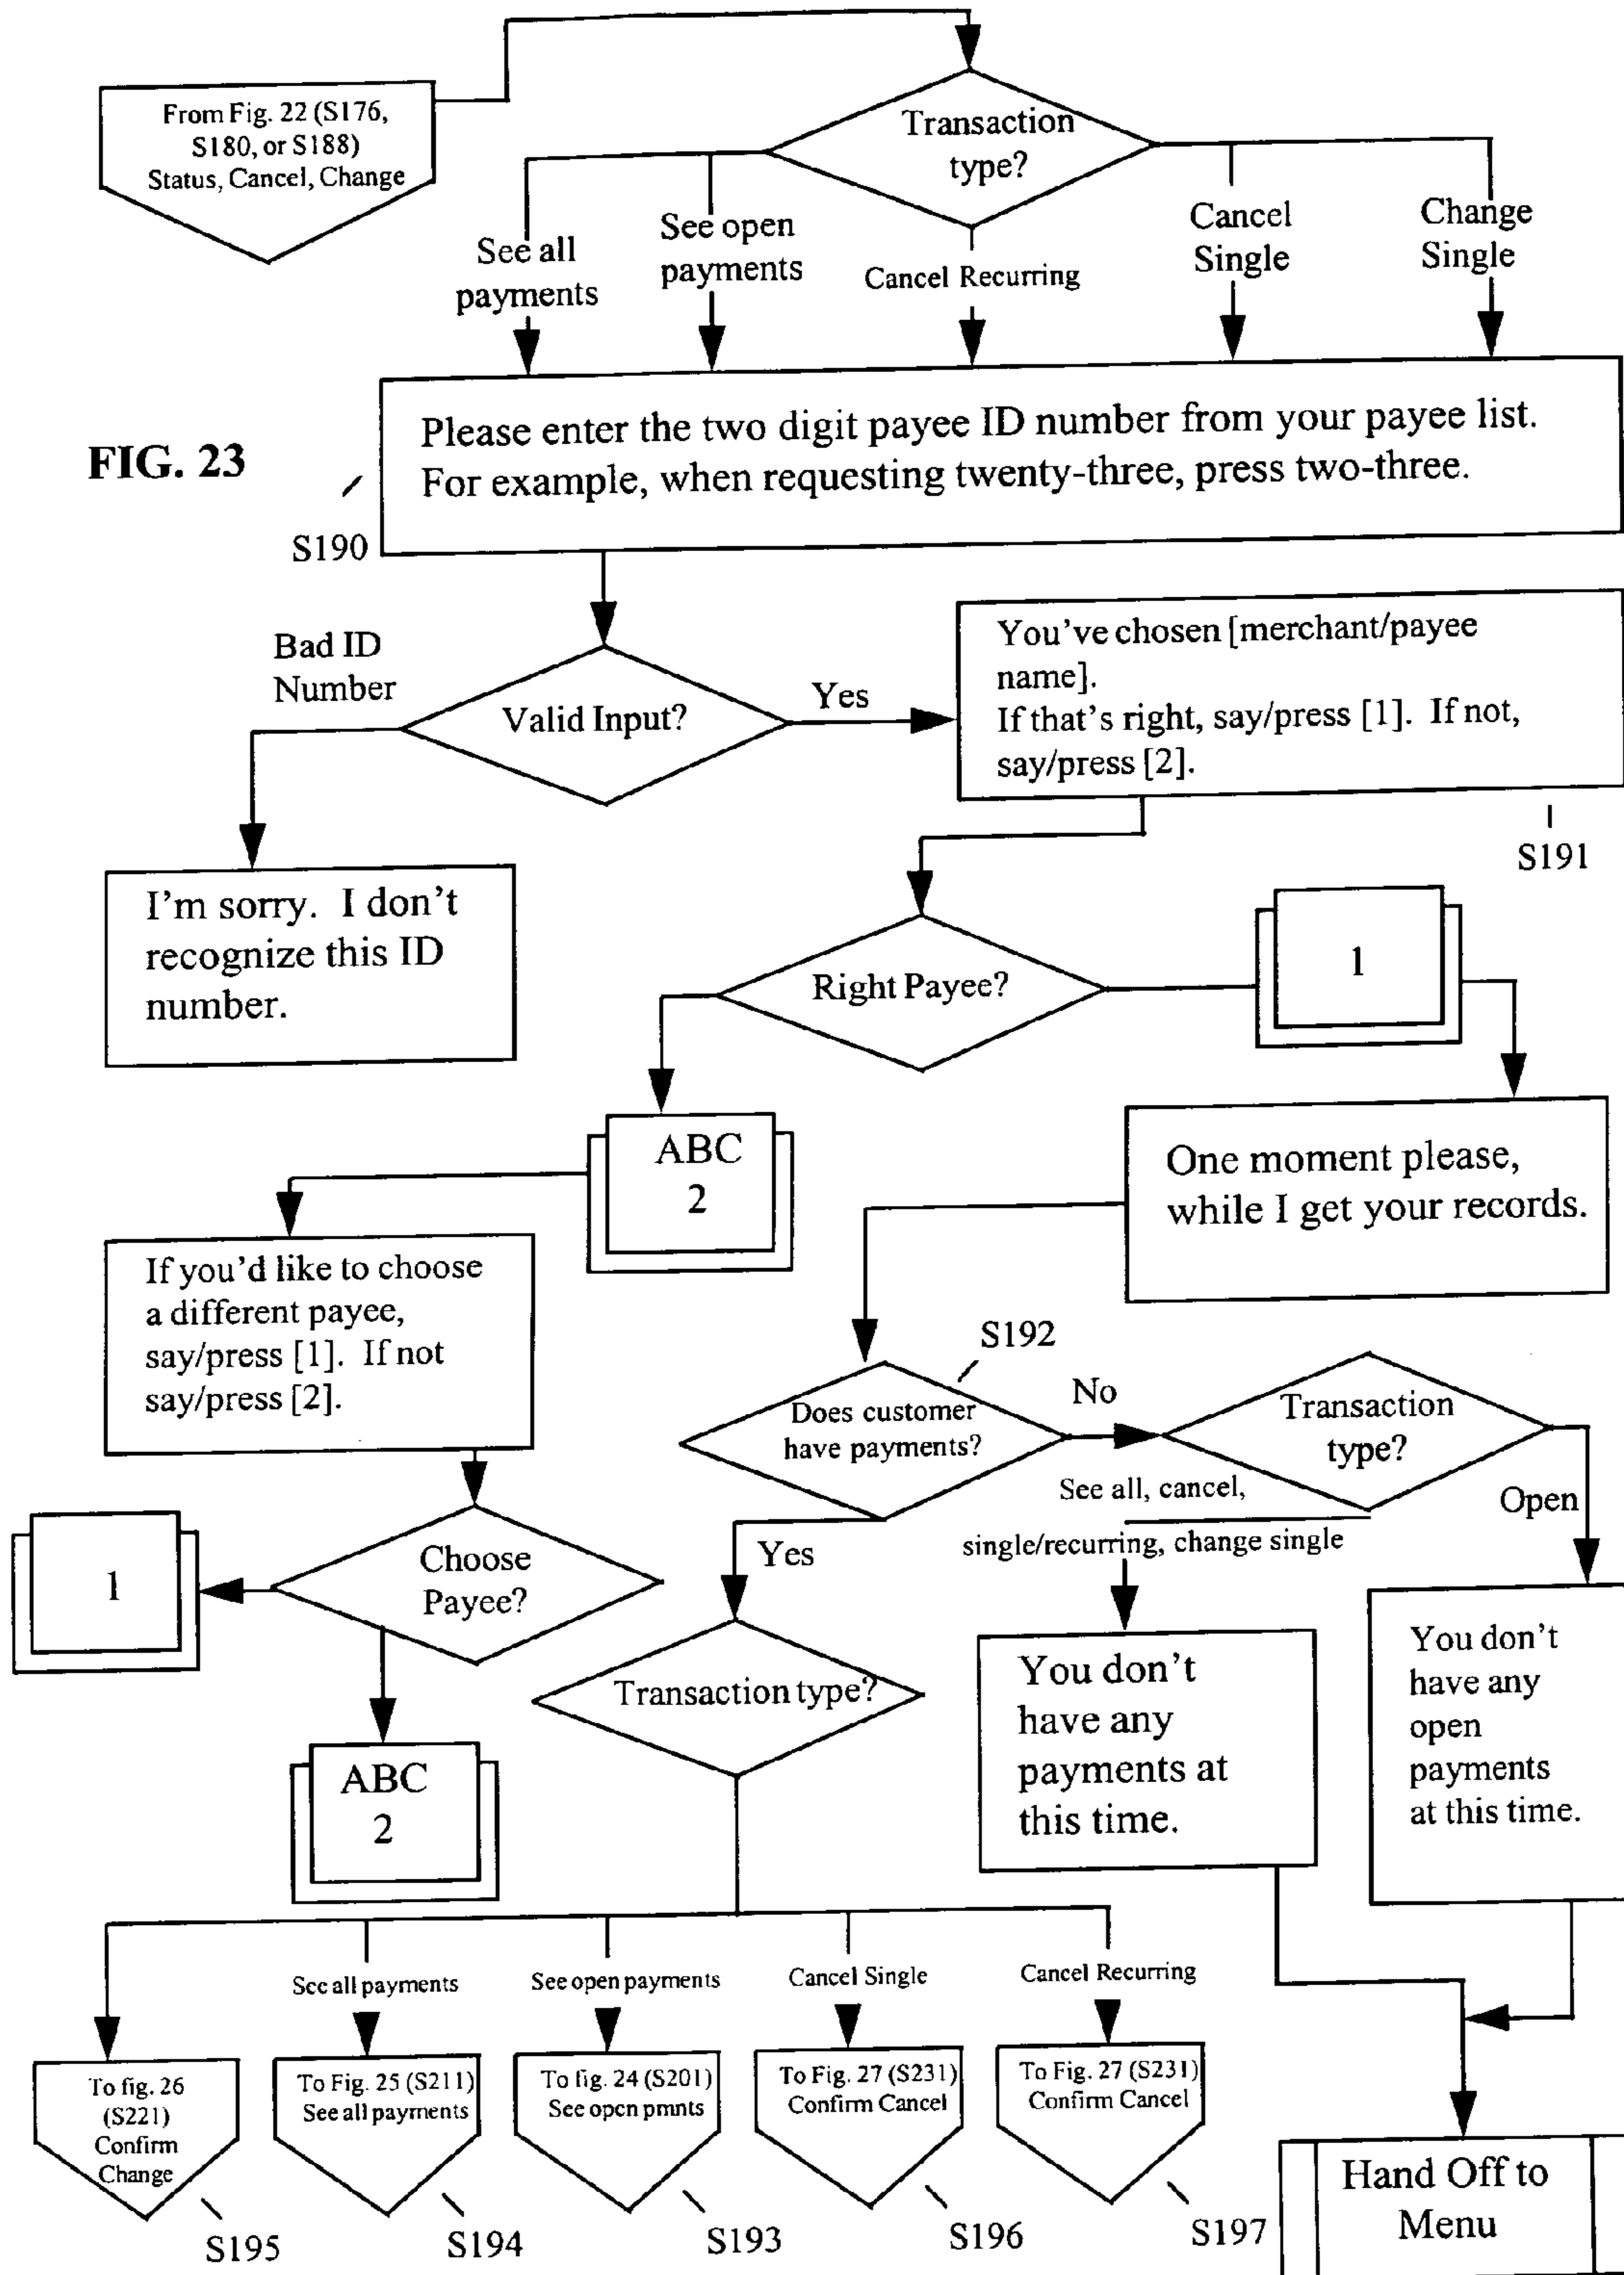 From Fig. 22 (S176,
S180, or S188)
Status, Cancel, Change
Transaction
type?
See all
payments
See open
payments
Cancel Recurring
Cancel
Single
Change
Single
FIG. 23
Please enter the two digit payee ID number from your payee list.
For example, when requesting twenty-three, press two-three.
S190
Bad ID
Number
Valid Input?
Yes
You've chosen [merchant/payee
name].
If that's right, say/press [1]. If not,
say/press [2].
S191
I'm sorry. I don't
recognize this ID
number.
Right Payee?
1
ABC
2
One moment please,
while I get your records.
If you'd like to choose
a different payee,
say/press [1]. If not
say/press [2].
S192
Does customer
have payments?
No
Transaction
type?
See all, cancel,
single/recurring, change single
Open
Yes
Choose
Payee?
1
ABC
2
Transaction type?
You don't
have any
payments at
this time.
You don't
have any
open
payments
at this time.
See all payments
See open payments
Cancel Single
Cancel Recurring
To fig. 26
(S221)
Confirm
Change
To Fig. 25 (S211)
See all payments
To fig. 24 (S201)
See open pmnts
To Fig. 27 (S231)
Confirm Cancel
To Fig. 27 (S231)
Confirm Cancel
Hand Off to
Menu
S195
S194
S193
S196
S197